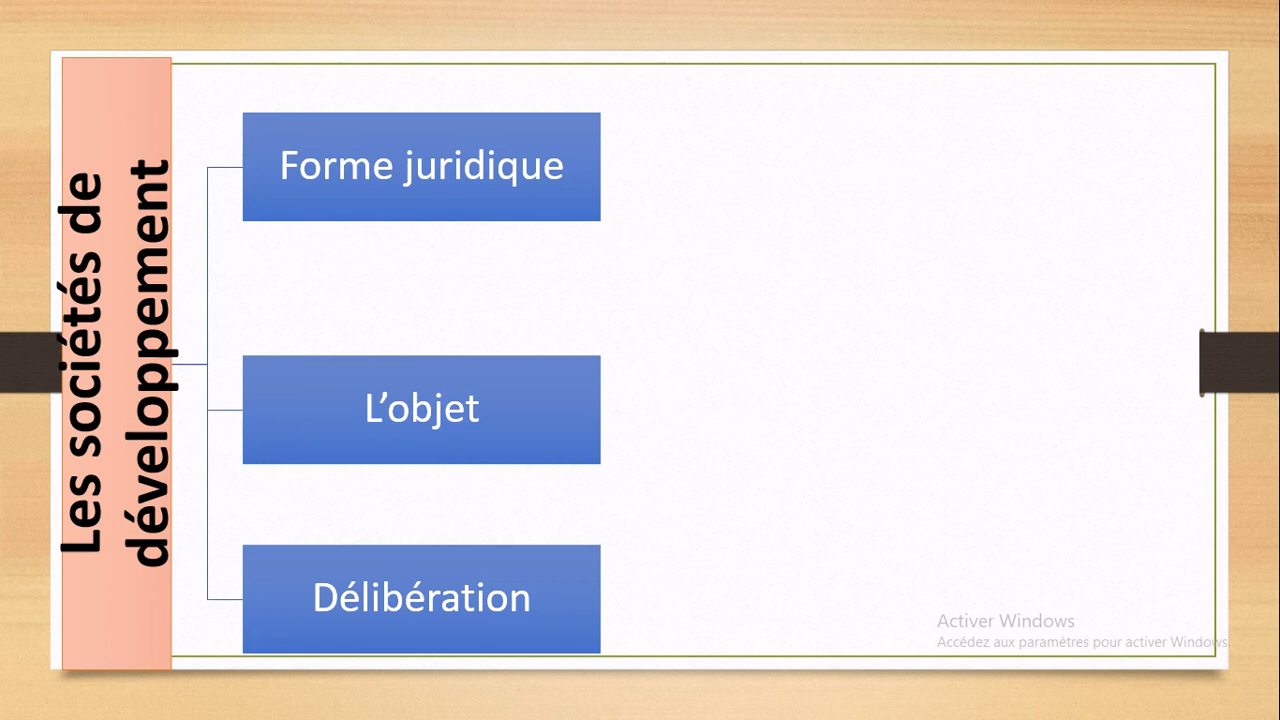 Les sociétés de
développement
Forme juridique
L’objet
Délibération
Activer Windows
Accédez aux paramètres pour activer Windows.